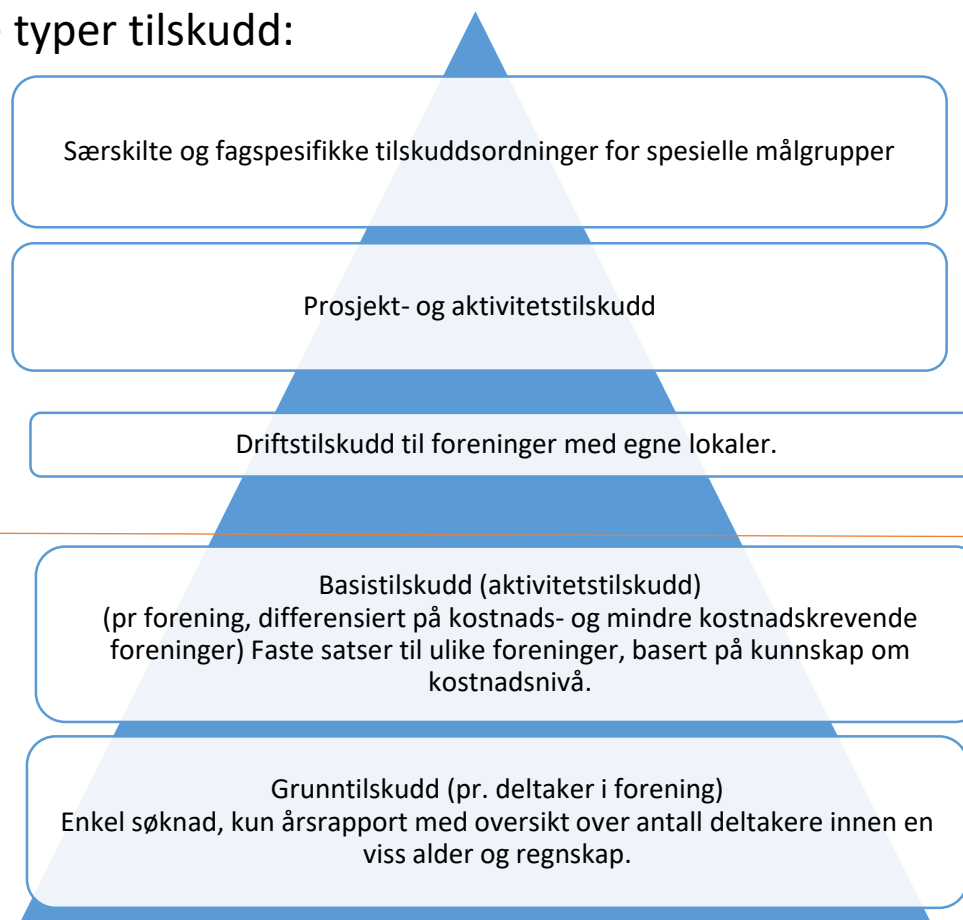 typer tilskudd:
Særskilte og fagspesifikke tilskuddsordninger for spesielle målgrupper
Prosjekt- og aktivitetstilskudd
Driftstilskudd til foreninger med egne lokaler.
Basistilskudd (aktivitetstilskudd)
(pr forening, differensiert på kostnads- og mindre kostnadskrevende
foreninger) Faste satser til ulike foreninger, basert på kunnskap om
kostnadsnivå.
Grunntilskudd (pr. deltaker i forening)
Enkel søknad, kun årsrapport med oversikt over antall deltakere innen en
viss alder og regnskap.